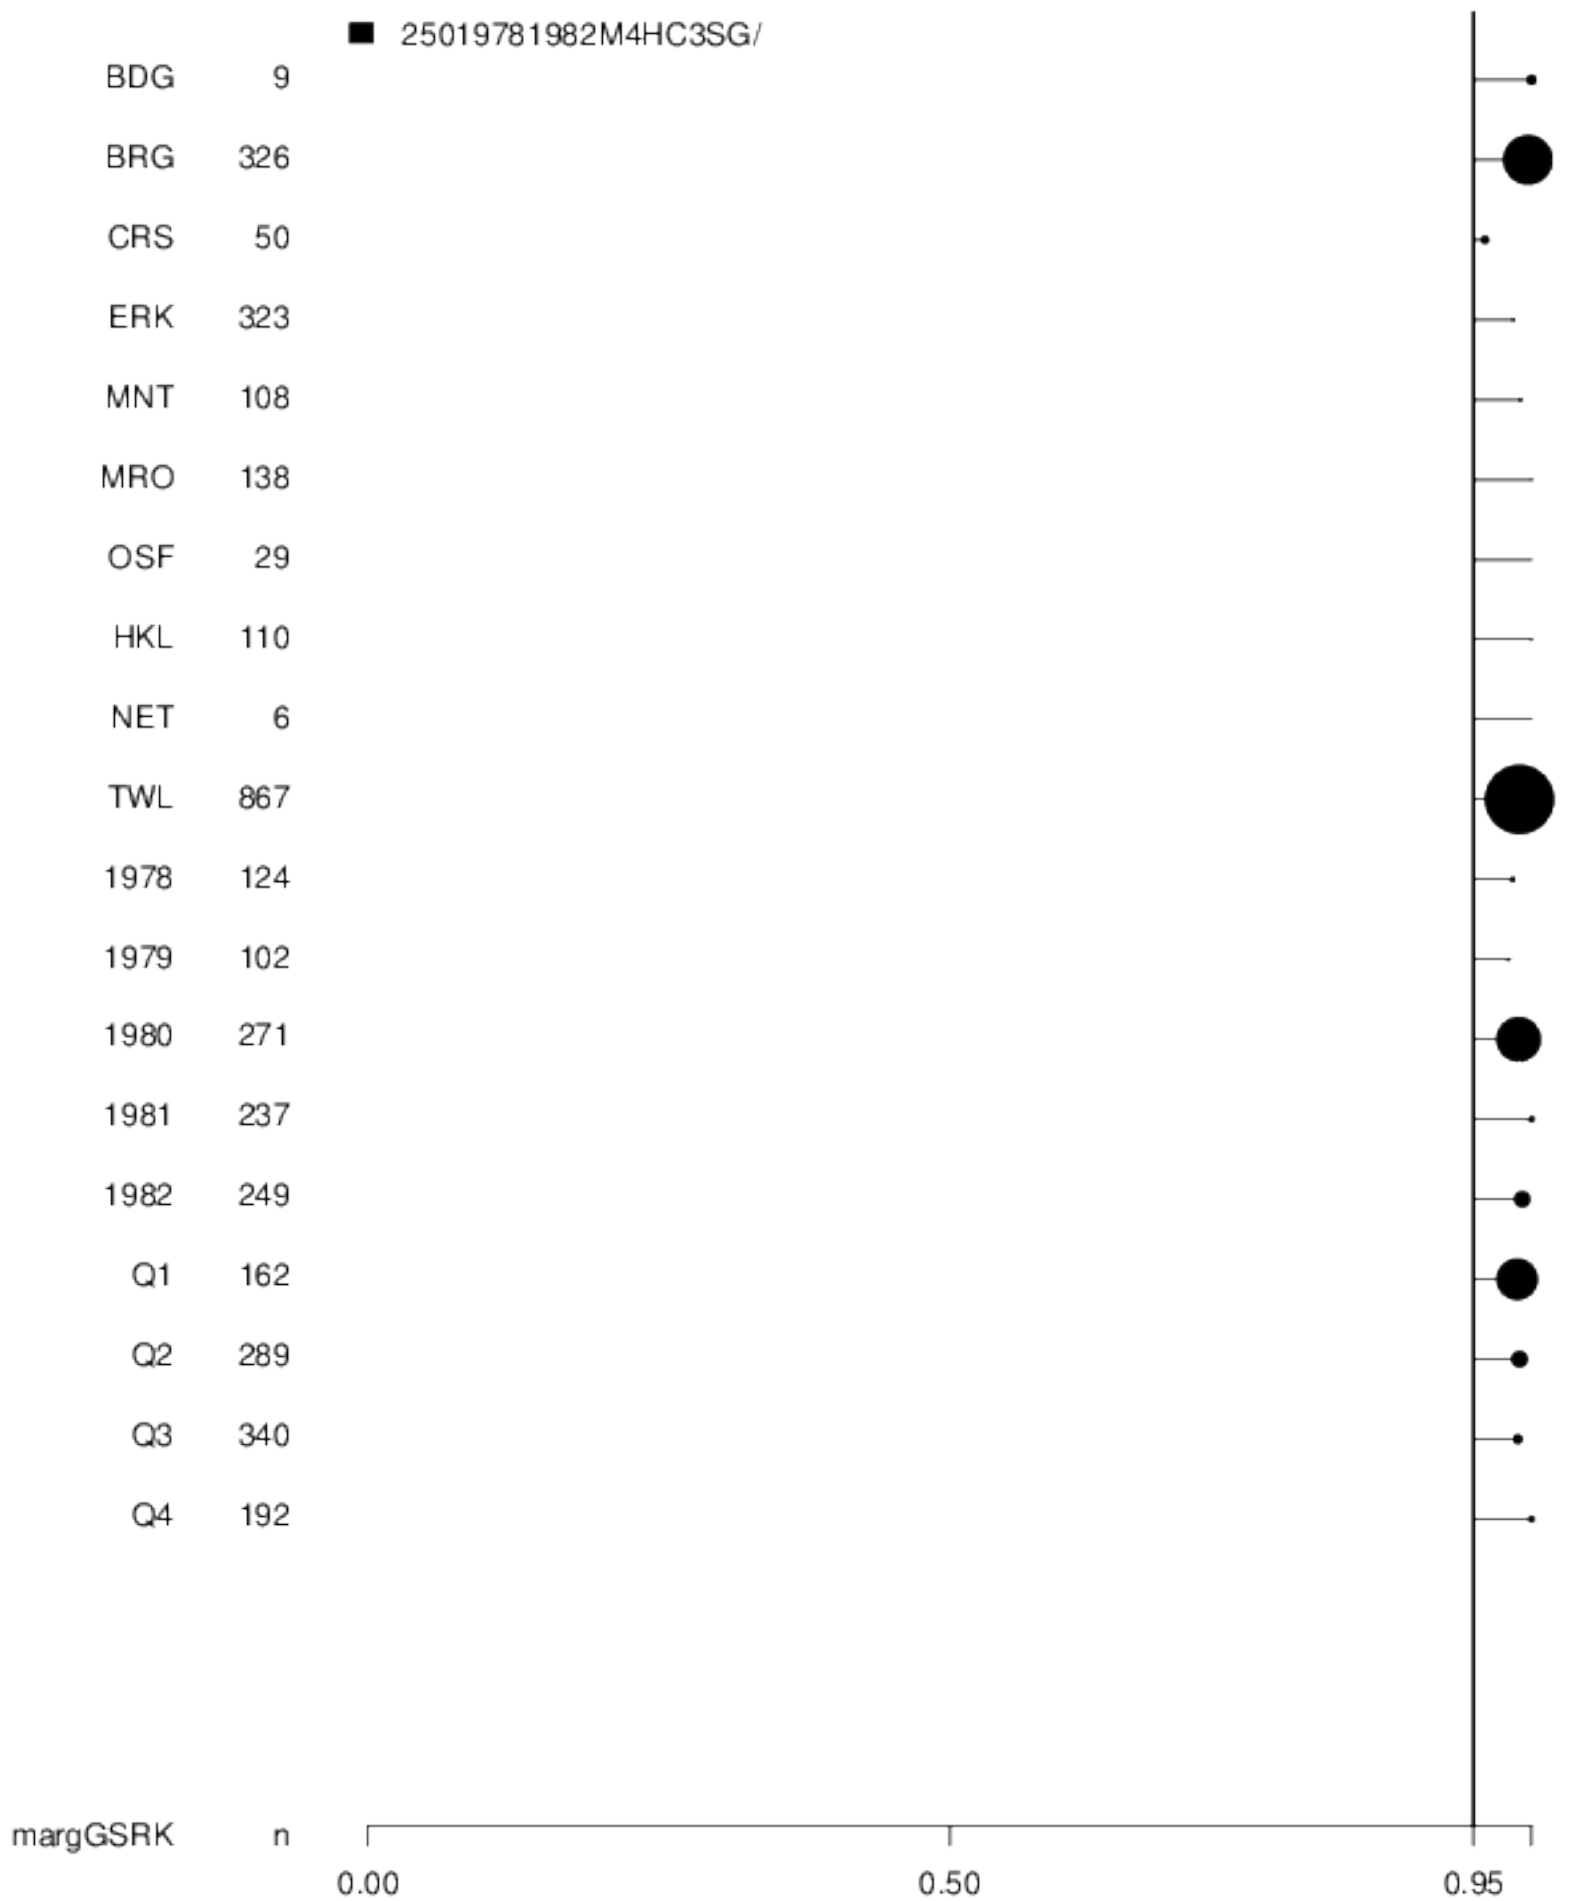 25019781982M4HC3SG/
BDG 9
BRG 326
CRS 50
ERK 323
MNT 108
MRO 138
OSF 29
HKL 110
NET 6
TWL 867
1978 124
1979 102
1980 271
1981 237
1982 249
Q1 162
Q2 289
Q3 340
Q4 192
margGSRK n
0.00 0.50 0.95